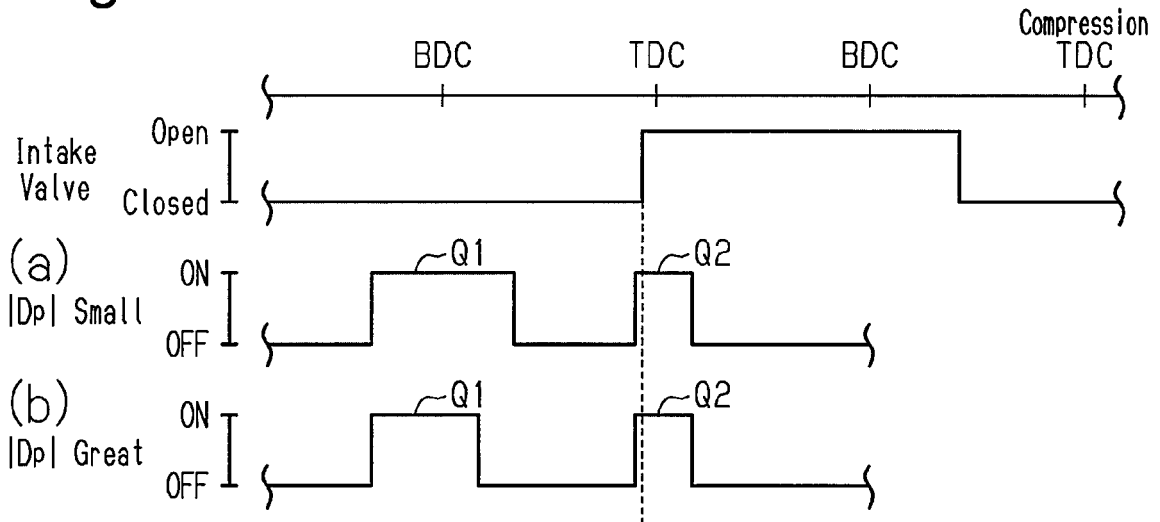 Compression
BDC TDC BDC TDC
Intake
Valve
Open
Closed
(a)
|Dp| Small
ON
OFF
Q1 Q2
(b)
|Dp| Great
ON
OFF
Q1 Q2